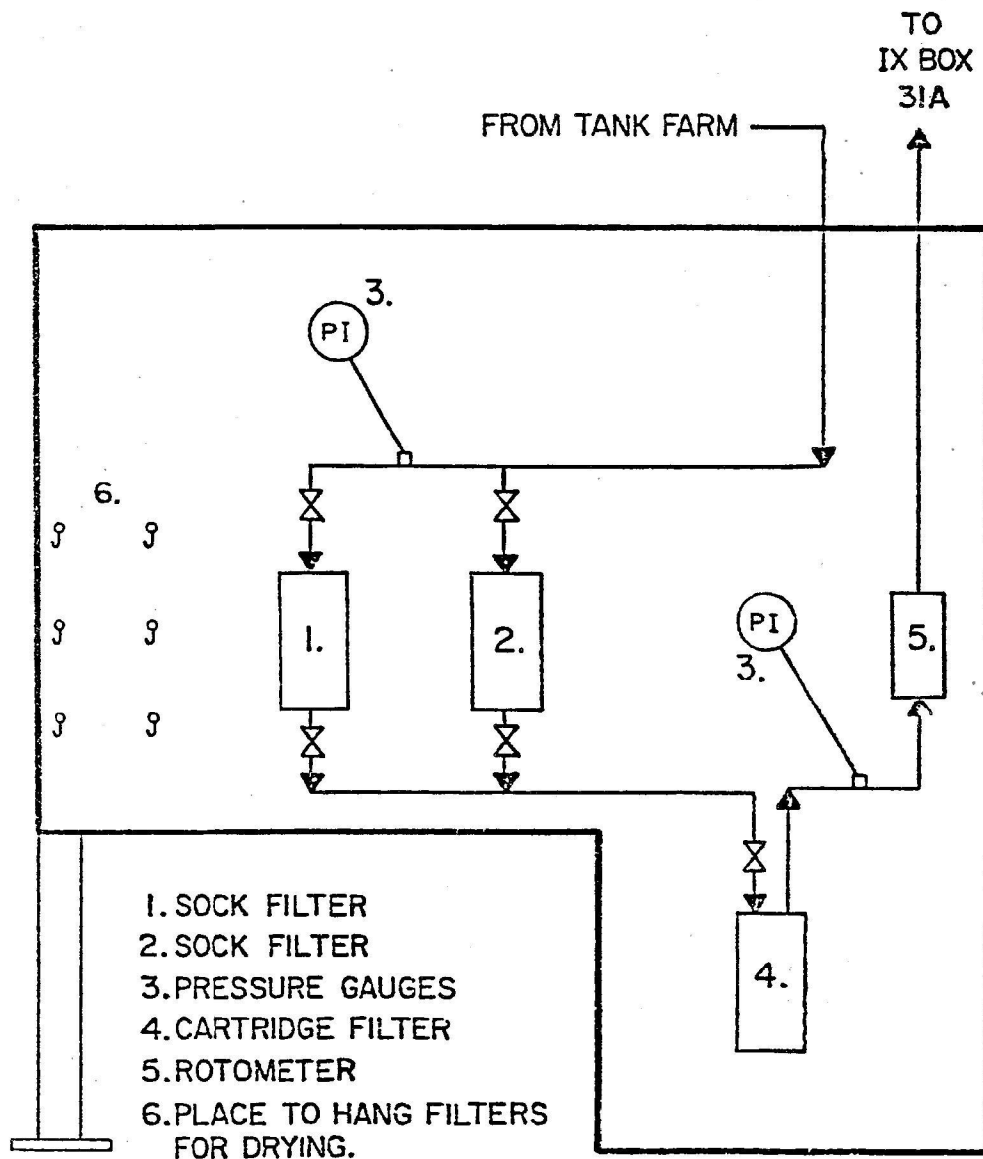 TO
IX BOX
31A
FROM TANK FARM
3.
PI
6.
1.
2.
PI
3.
5.
4.
1. SOCK FILTER
2. SOCK FILTER
3. PRESSURE GAUGES
4. CARTRIDGE FILTER
5. ROTOMETER
6. PLACE TO HANG FILTERS
FOR DRYING.